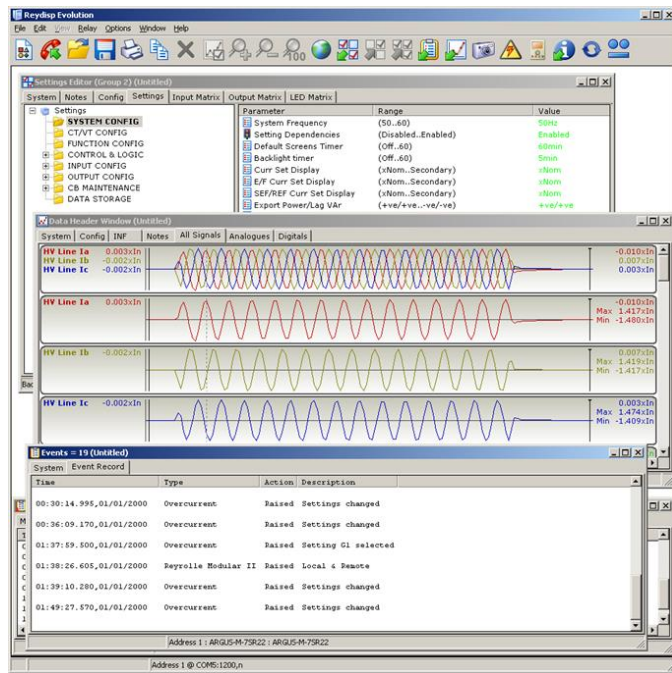 Reydisp Evolution
File Edit View Relay Options Window Help
Settings Editor (Group 2) (Untitled)
System Notes Config Settings Input Matrix Output Matrix LED Matrix
Settings
SYSTEM CONFIG
CT/VT CONFIG
FUNCTION CONFIG
CONTROL & LOGIC
INPUT CONFIG
OUTPUT CONFIG
CB MAINTENANCE
DATA STORAGE
Parameter Range Value
System Frequency (50..60) 50Hz
Setting Dependencies (Disabled..Enabled) Enabled
Default Screens Timer (Off..60) 60min
Backlight timer (Off..60) 5min
Curr Set Display (xNom..Secondary) xNom
E/F Curr Set Display (xNom..Secondary) xNom
SEF/REF Curr Set Display (xNom..Secondary) xNom
Export Power/Lag VAr (+ve/+ve..-ve/-ve) +ve/+ve
Data Header Window (Untitled)
System Config INF Notes All Signals Analogues Digitals
HV Line Ia 0.003xIn -0.010xIn
HV Line Ib -0.002xIn 0.007xIn
HV Line Ic -0.002xIn 0.003xIn
HV Line Ia 0.003xIn -0.010xIn
Max 1.417xIn
Min -1.480xIn
HV Line Ib -0.002xIn 0.007xIn
Max 1.419xIn
Min -1.417xIn
HV Line Ic -0.002xIn 0.003xIn
Max 1.474xIn
Min -1.409xIn
Events = 19 (Untitled)
System Event Record
Time Type Action Description
00:30:14.995,01/01/2000 Overcurrent Raised Settings changed
00:36:09.170,01/01/2000 Overcurrent Raised Settings changed
01:37:59.500,01/01/2000 Overcurrent Raised Setting G1 selected
01:38:26.605,01/01/2000 Reyrolle Modular II Raised Local & Remote
01:39:10.280,01/01/2000 Overcurrent Raised Settings changed
01:49:27.570,01/01/2000 Overcurrent Raised Settings changed
Address 1 : ARGUS-M-7SR22 : ARGUS-M-7SR22
Address 1 @ COM5:1200,n